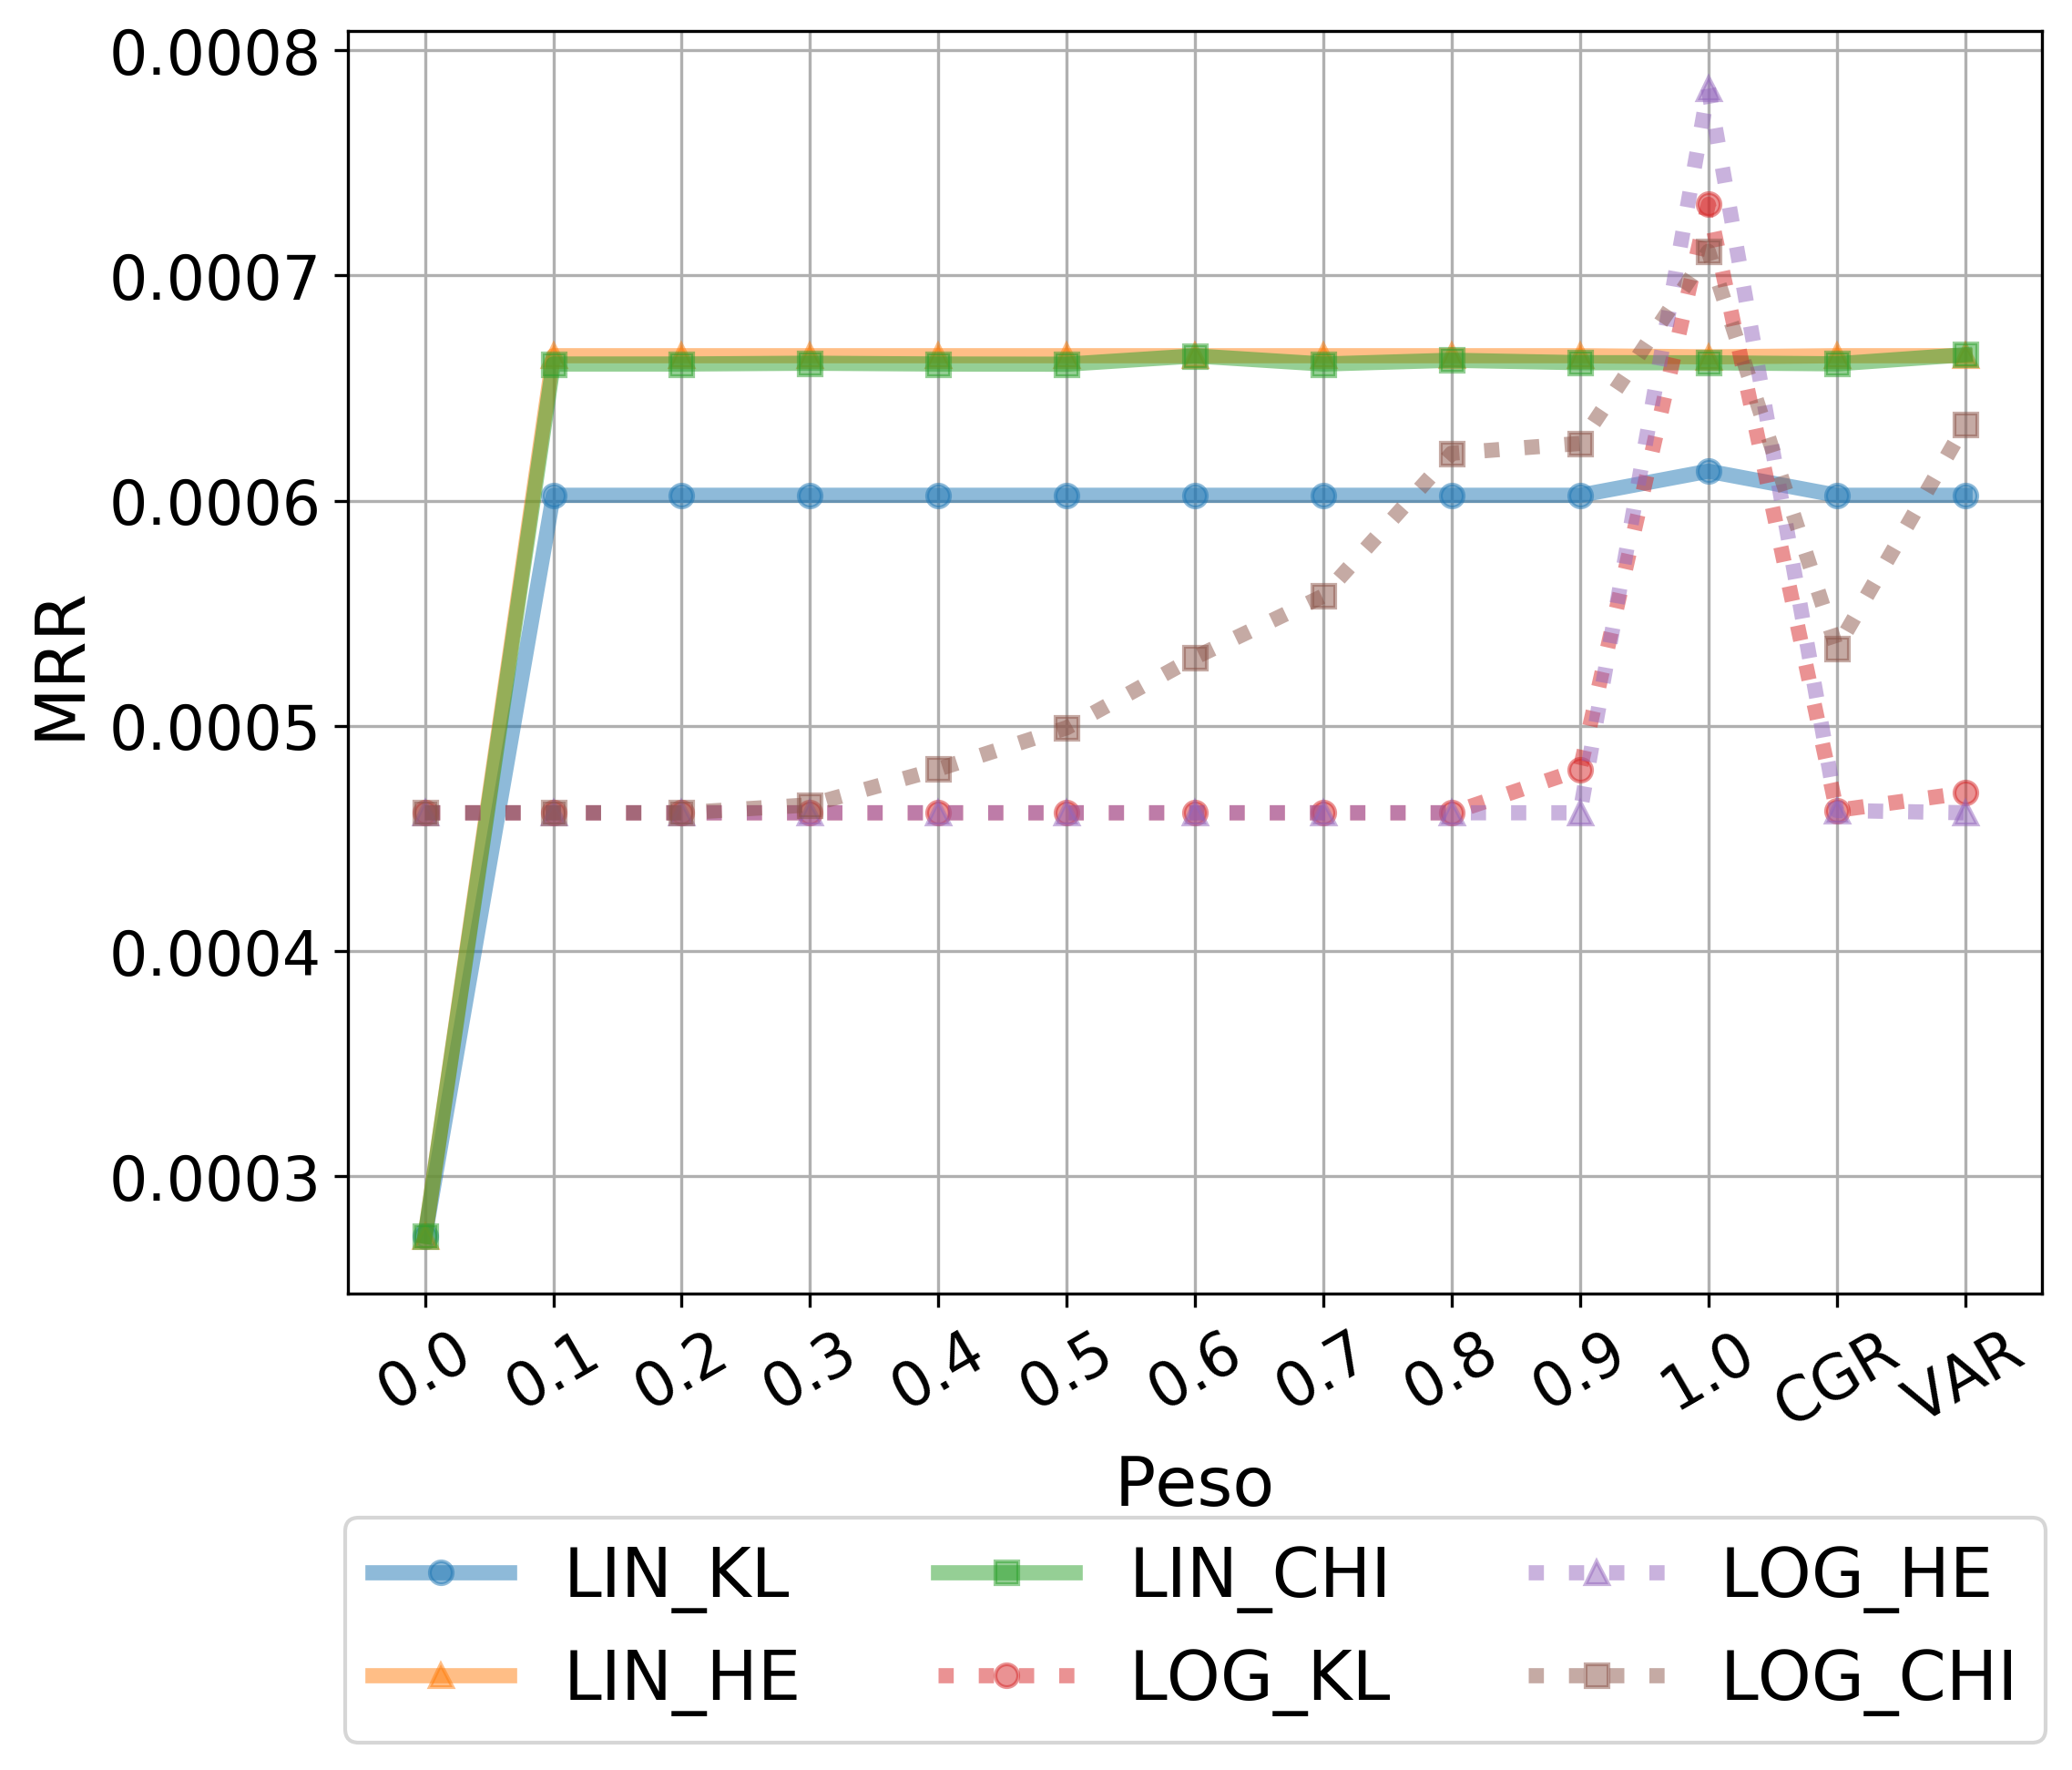 0.0008
0.0007
0.0006
0.0005
0.0004
0.0003
MRR
0.0 0.1 0.2 0.3 0.4 0.5 0.6 0.7 0.8 0.9 1.0 CGR VAR
Peso
LIN_KL LIN_CHI LOG_HE
LIN_HE LOG_KL LOG_CHI